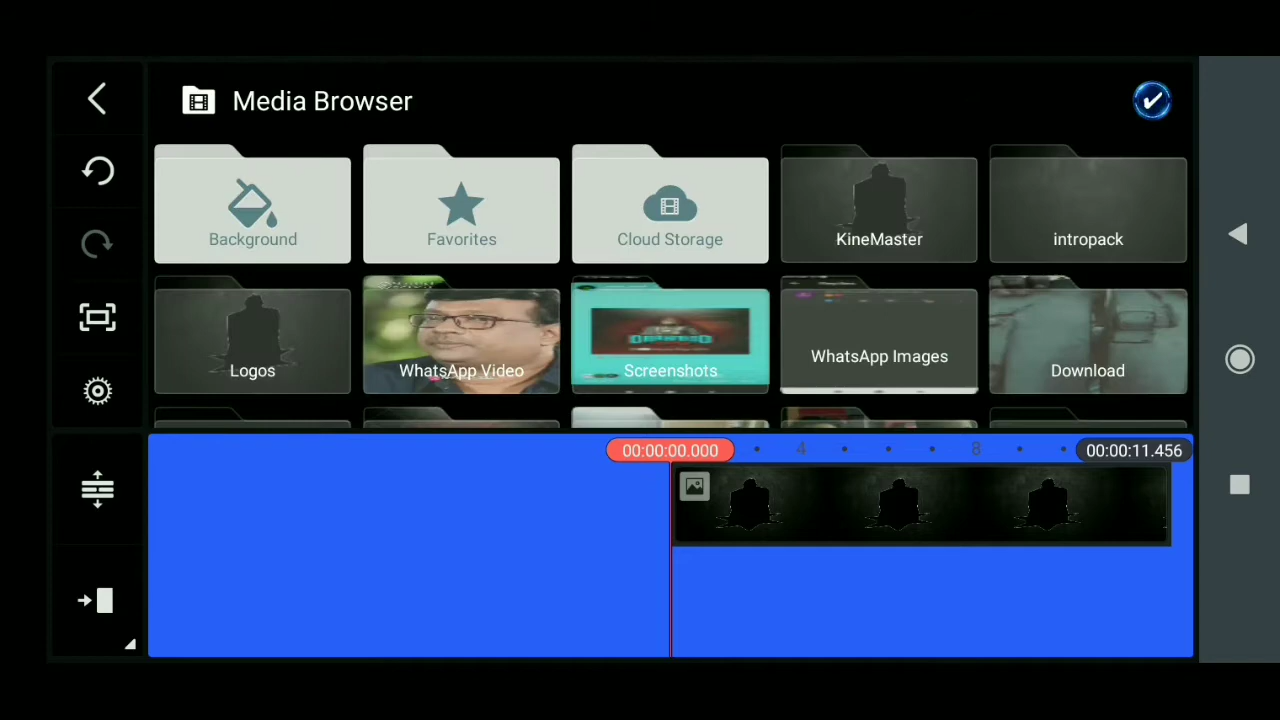 Media Browser
Background
Favorites
Cloud Storage
KineMaster
intropack
Logos
WhatsApp Video
Screenshots
WhatsApp Images
Download
00:00:00.000
4
8
00:00:11.456